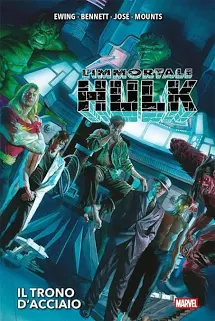 EWING • BENNETT • JOSÉ • MOUNTS
L'IMMORTALE
HULK
IL TRONO
D'ACCIAIO
MARVEL